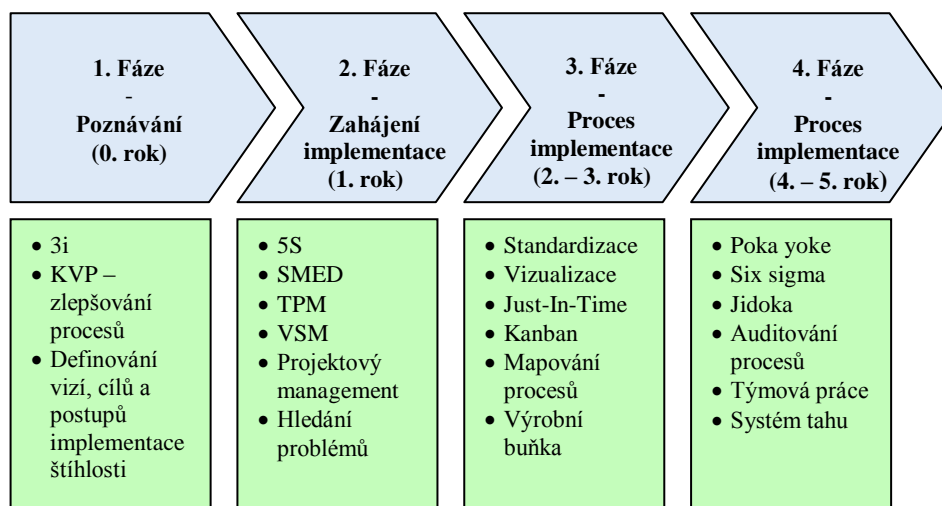 1. Fáze
-
Poznávání
(0. rok)
2. Fáze
-
Zahájení
implementace
(1. rok)
3. Fáze
-
Proces
implementace
(2. – 3. rok)
4. Fáze
-
Proces
implementace
(4. – 5. rok)
• 3i
• KVP –
zlepšování
procesů
• Definování
vizí, cílů a
postupů
implementace
štíhlosti
• 5S
• SMED
• TPM
• VSM
• Projektový
management
• Hledání
problémů
• Standardizace
• Vizualizace
• Just-In-Time
• Kanban
• Mapování
procesů
• Výrobní
buňka
• Poka yoke
• Six sigma
• Jidoka
• Auditování
procesů
• Týmová práce
• Systém tahu